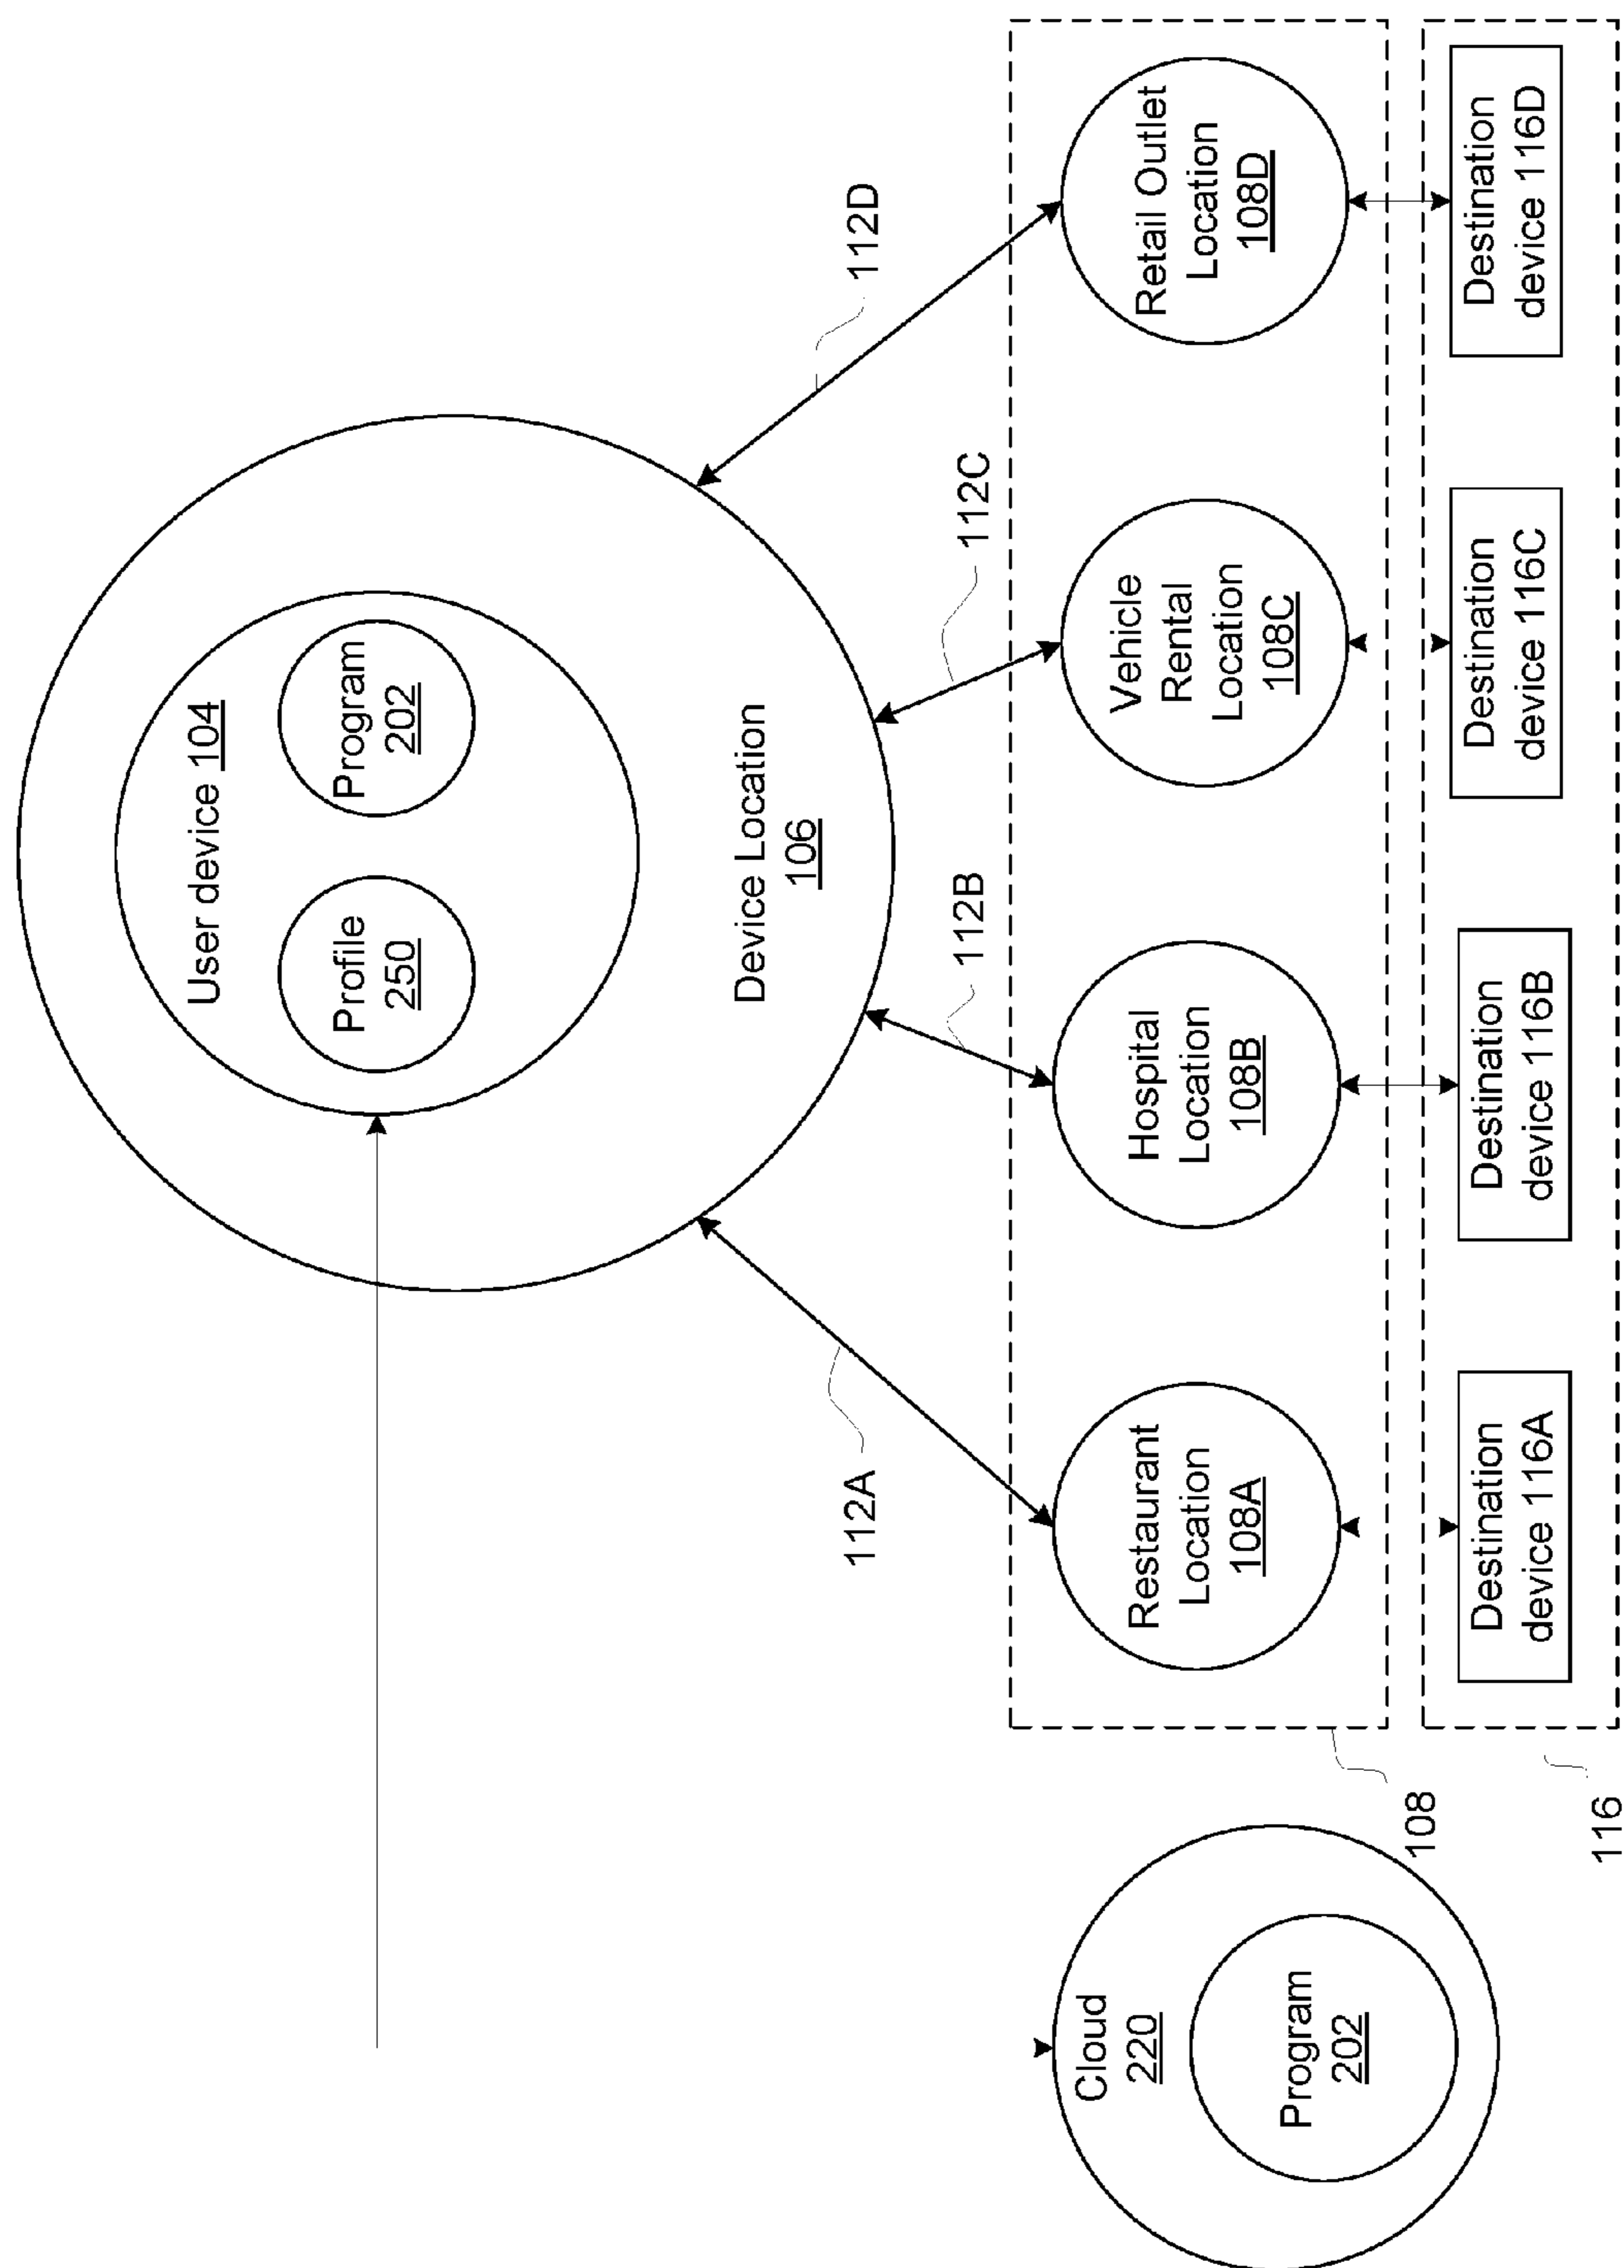 User device 104
Profile
250
Program
202
Device Location
106
112A
112B
112C
112D
Restaurant
Location
108A
Hospital
Location
108B
Vehicle
Rental
Location
108C
Retail Outlet
Location
108D
Cloud
220
Program
202
108
Destination
device 116A
Destination
device 116B
Destination
device 116C
Destination
device 116D
116